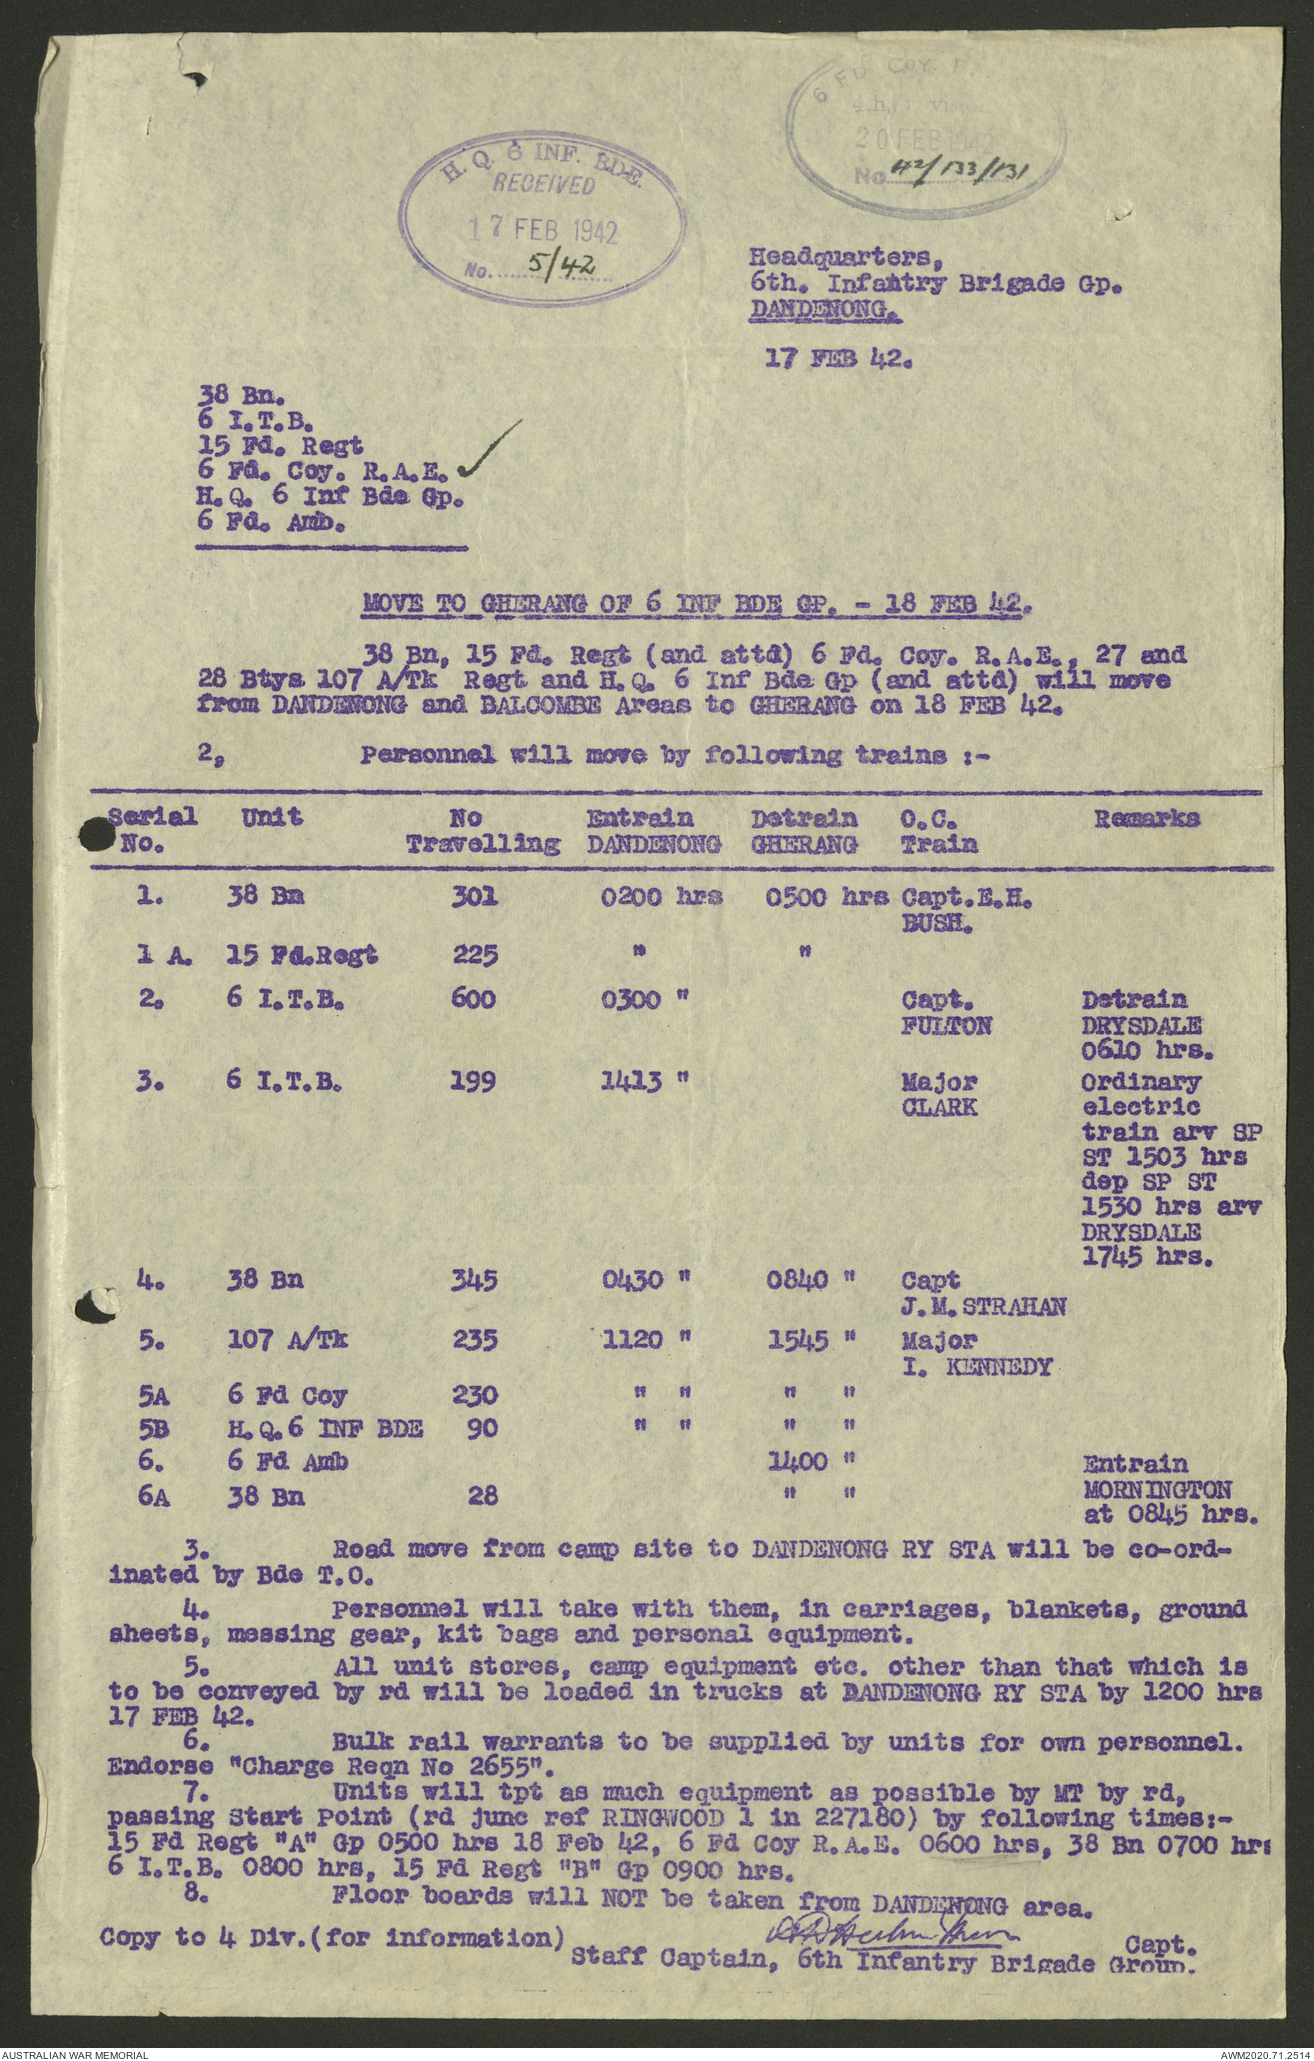 6 FD COY.
4th, Division
20 FEB 1942
No 42/133/131
H.Q. 6 INF. BDE.
RECEIVED
17 FEB 1942
No. 5/42
Headquarters,
6th. Infantry Brigade Gp.
DANDENONG.
17 FEB 42.
38 Bn.
6 I.T.B.
15 Fd. Regt
6 Fd. Coy. R.A.E. ✓
H.Q. 6 Inf Bde Gp.
6 Fd. Amb.
MOVE TO GHERANG OF 6 INF BDE GP. - 18 FEB 42.
38 Bn, 15 Fd. Regt (and attd) 6 Fd. Coy. R.A.E., 27 and
28 Btys 107 A/Tk Regt and H.Q. 6 Inf Bde Gp (and attd) will move
from DANDENONG and BALCOMBE Areas to GHERANG on 18 FEB 42.
2, Personnel will move by following trains :-
Serial Unit No Entrain Detrain O.C. Remarks
No. Travelling DANDENONG GHERANG Train
1. 38 Bn 301 0200 hrs 0500 hrs Capt.E.H.
BUSH.
1 A. 15 Fd.Regt 225 " "
2. 6 I.T.B. 600 0300 " Capt. Detrain
FULTON DRYSDALE
0610 hrs.
3. 6 I.T.B. 199 1413 " Major Ordinary
CLARK electric
train arv SP
ST 1503 hrs
dep SP ST
1530 hrs arv
DRYSDALE
1745 hrs.
4. 38 Bn 345 0430 " 0840 " Capt
J.M.STRAHAN
5. 107 A/Tk 235 1120 " 1545 " Major
I. KENNEDY
5A 6 Fd Coy 230 " " " "
5B H.Q.6 INF BDE 90 " " " "
6. 6 Fd Amb 1400 " Entrain
6A 38 Bn 28 " " MORNINGTON
at 0845 hrs.
3. Road move from camp site to DANDENONG RY STA will be co-ord-
inated by Bde T.O.
4. Personnel will take with them, in carriages, blankets, ground
sheets, messing gear, kit bags and personal equipment.
5. All unit stores, camp equipment etc. other than that which is
to be conveyed by rd will be loaded in trucks at DANDENONG RY STA by 1200 hrs
17 FEB 42.
6. Bulk rail warrants to be supplied by units for own personnel.
Endorse "Charge Reqn No 2655".
7. Units will tpt as much equipment as possible by MT by rd,
passing Start Point (rd junc ref RINGWOOD 1 in 227180) by following times:-
15 Fd Regt "A" Gp 0500 hrs 18 Feb 42, 6 Fd Coy R.A.E. 0600 hrs, 38 Bn 0700 hrs
6 I.T.B. 0800 hrs, 15 Fd Regt "B" Gp 0900 hrs.
8. Floor boards will NOT be taken from DANDENONG area.
Copy to 4 Div.(for information) Capt.
Staff Captain, 6th Infantry Brigade Group.
AUSTRALIAN WAR MEMORIAL AWM2020.71.2514